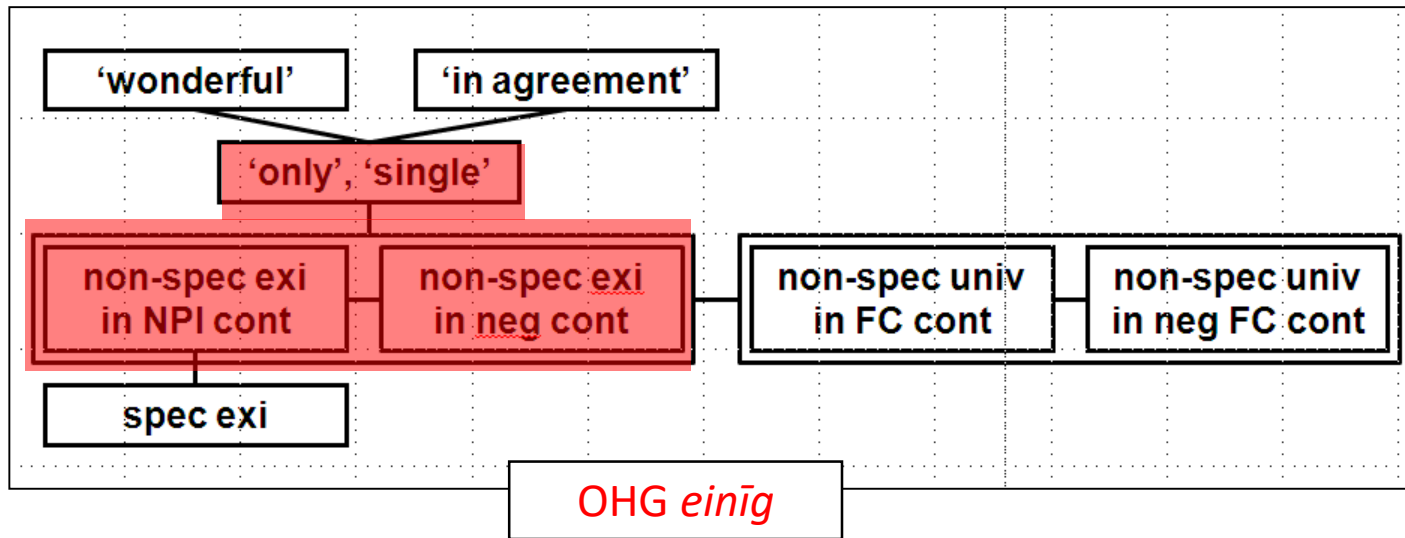 ‘wonderful’
‘in agreement’
‘only’, ‘single’
non-spec exi
in NPI cont
non-spec exi
in neg cont
non-spec univ
in FC cont
non-spec univ
in neg FC cont
spec exi
OHG einīg